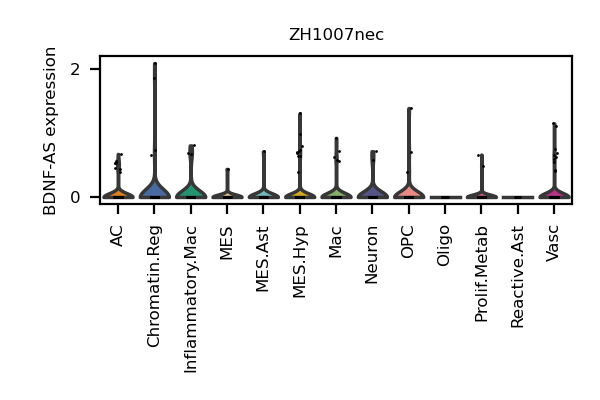 ZH1007nec
BDNF-AS expression
2
0
AC
Chromatin.Reg
Inflammatory.Mac
MES
MES.Ast
MES.Hyp
Mac
Neuron
OPC
Oligo
Prolif.Metab
Reactive.Ast
Vasc